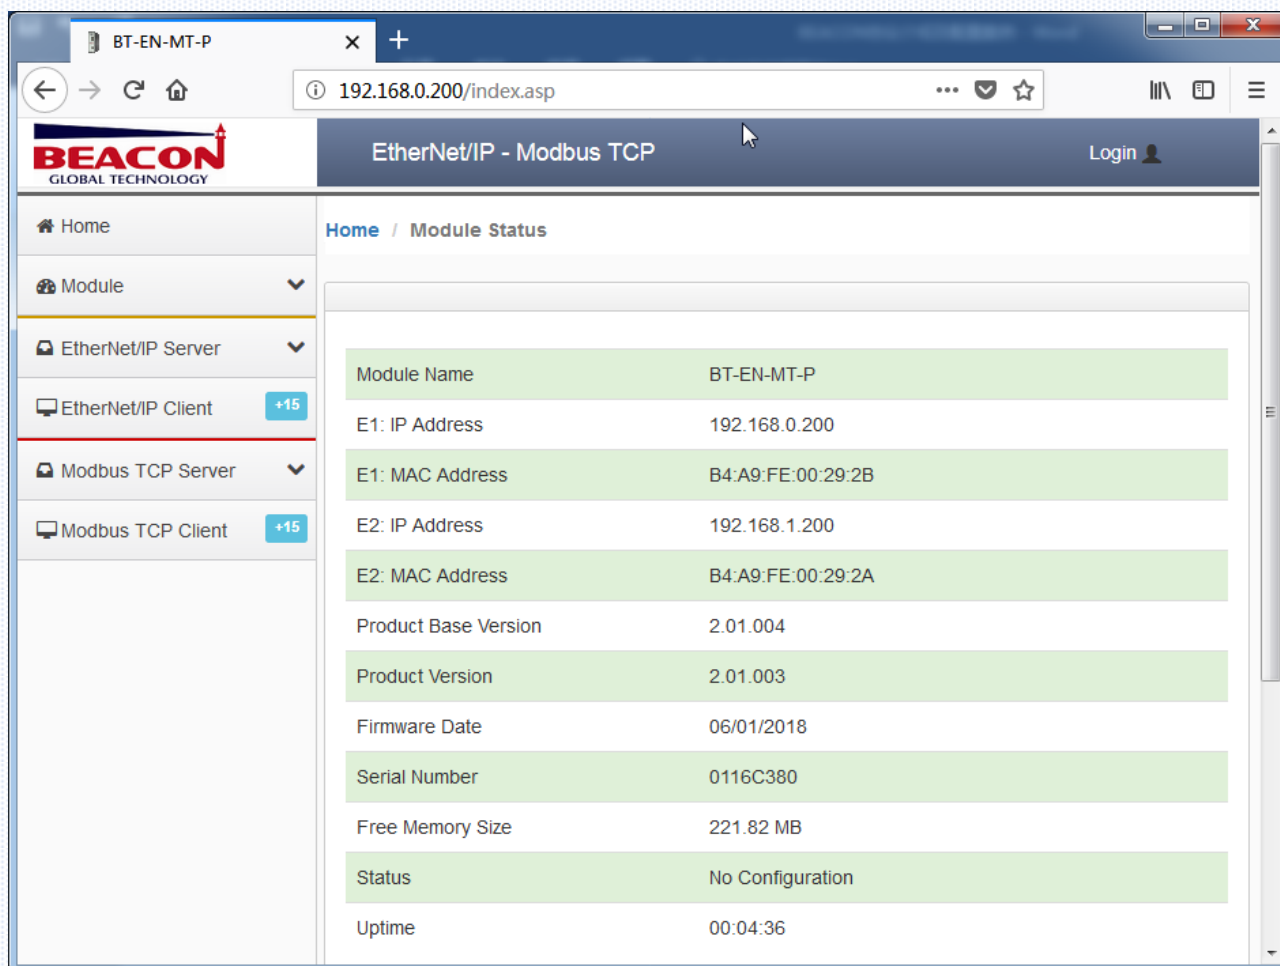 BT-EN-MT-P
192.168.0.200/index.asp
BEACON
GLOBAL TECHNOLOGY
EtherNet/IP - Modbus TCP
Login
Home
Module
EtherNet/IP Server
EtherNet/IP Client +15
Modbus TCP Server
Modbus TCP Client +15
Home / Module Status
Module Name BT-EN-MT-P
E1: IP Address 192.168.0.200
E1: MAC Address B4:A9:FE:00:29:2B
E2: IP Address 192.168.1.200
E2: MAC Address B4:A9:FE:00:29:2A
Product Base Version 2.01.004
Product Version 2.01.003
Firmware Date 06/01/2018
Serial Number 0116C380
Free Memory Size 221.82 MB
Status No Configuration
Uptime 00:04:36